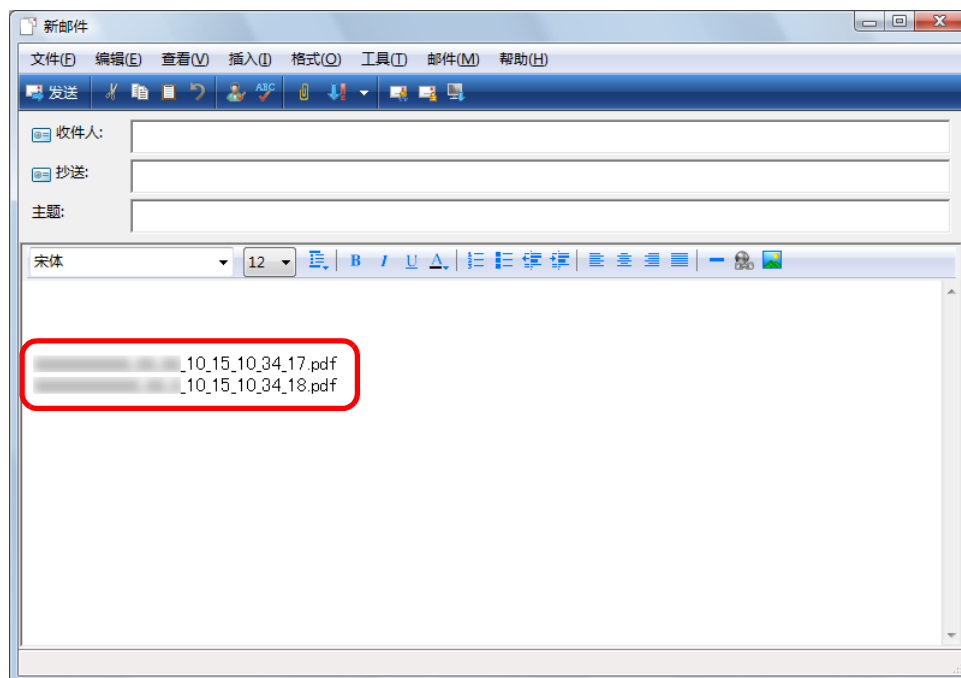 新邮件
文件(F) 编辑(E) 查看(V) 插入(I) 格式(O) 工具(T) 邮件(M) 帮助(H)
发送 ABC
收件人:
抄送:
主题:
宋体 12 B I U A
_10_15_10_34_17.pdf
_10_15_10_34_18.pdf